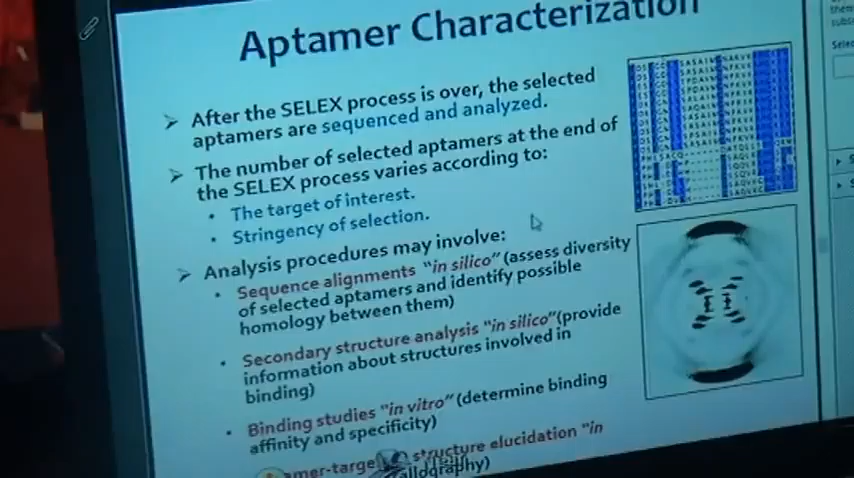 Aptamer Characterization
After the SELEX process is over, the selected
aptamers are sequenced and analyzed.
The number of selected aptamers at the end of
the SELEX process varies according to:
• The target of interest.
• Stringency of selection.
Analysis procedures may involve:
• Sequence alignments "in silico" (assess diversity
of selected aptamers and identify possible
homology between them)
• Secondary structure analysis "in silico"(provide
information about structures involved in
binding)
• Binding studies "in vitro" (determine binding
affinity and specificity)
structure elucidation "in